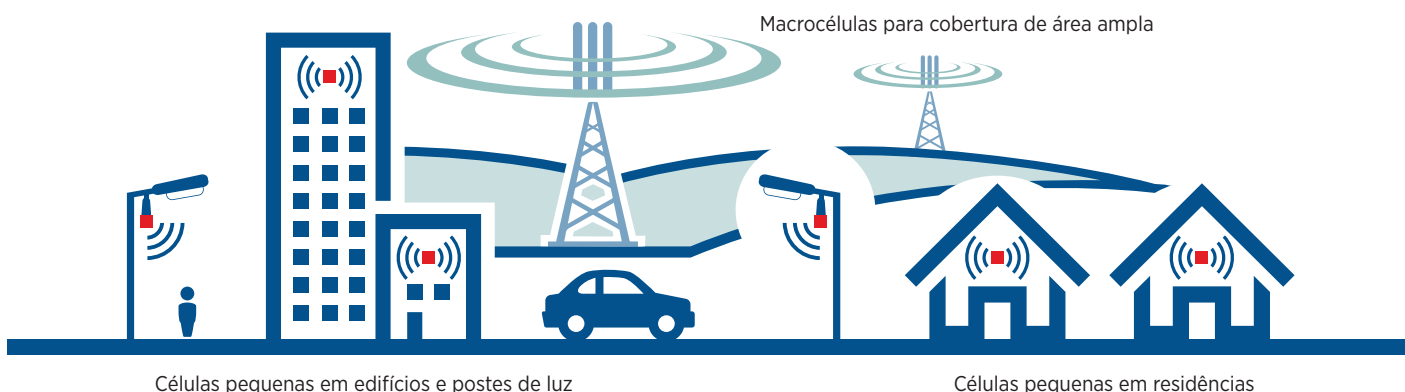 Macrocélulas para cobertura de área ampla
Células pequenas em edifícios e postes de luz
Células pequenas em residências